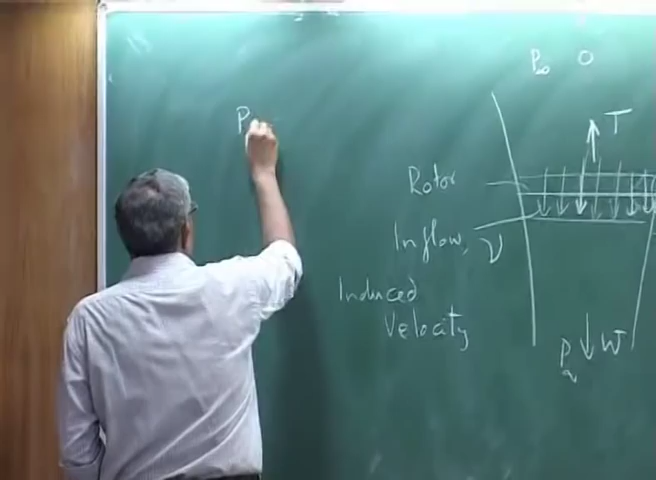 P∞ 0
P
T
Rotor
Inflow, ν
Induced
Velocity
w